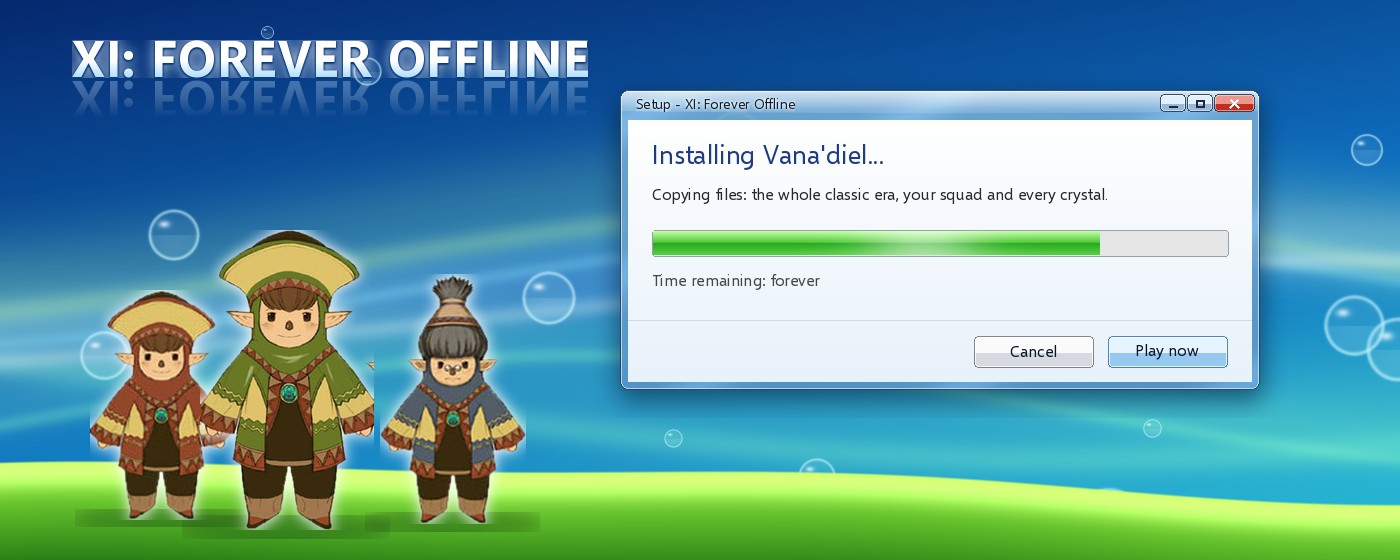 XI: FOREVER OFFLINE
Setup - XI: Forever Offline
Installing Vana'diel...
Copying files: the whole classic era, your squad and every crystal.
Time remaining: forever
Cancel
Play now